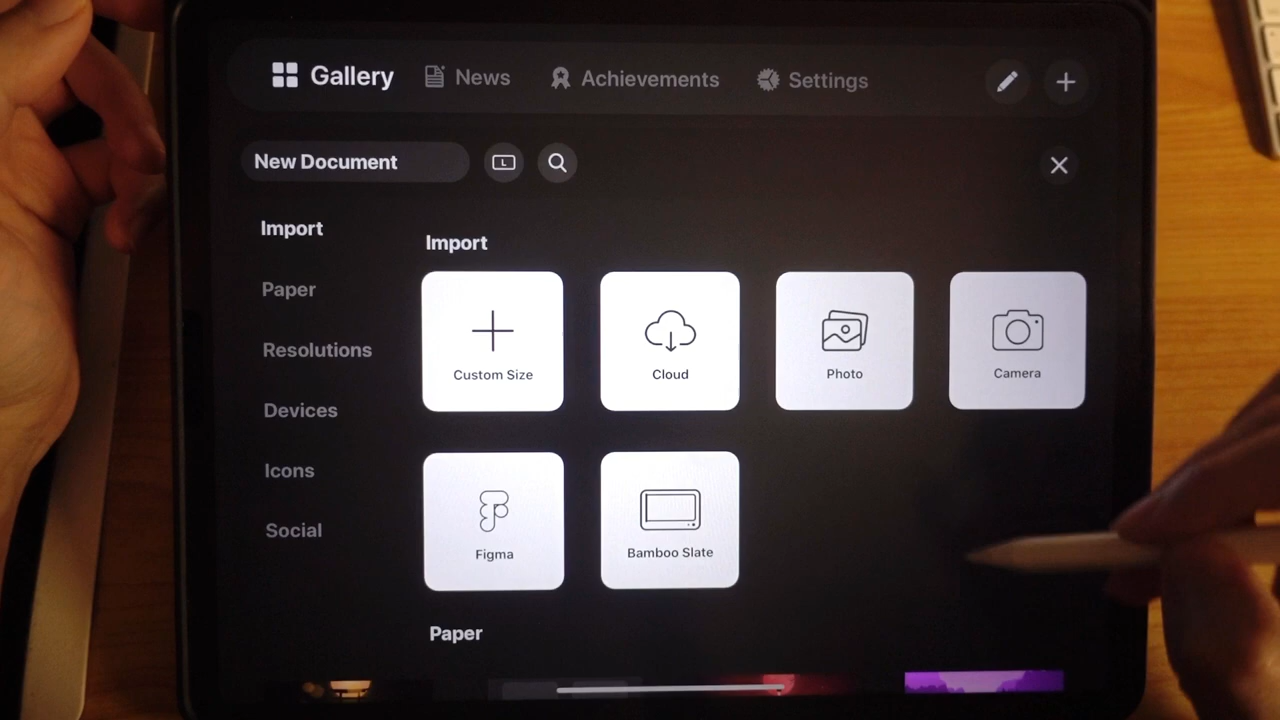 Gallery News Achievements Settings
New Document L
Import
Paper
Resolutions
Devices
Icons
Social
Import
Custom Size Cloud Photo Camera
Figma Bamboo Slate
Paper